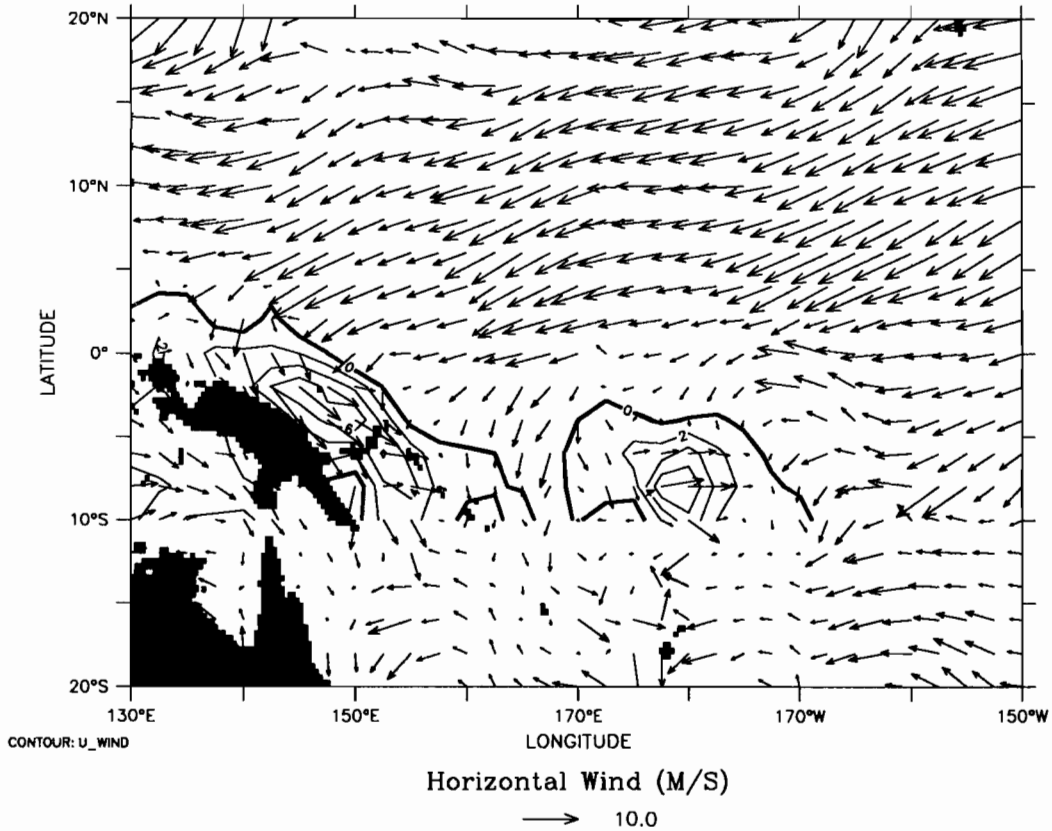 20°N
10°N
LATITUDE
0°
10°S
20°S
2
0
6
0
2
130°E
150°E
170°E
170°W
150°W
CONTOUR: U_WIND
LONGITUDE
Horizontal Wind (M/S)
10.0